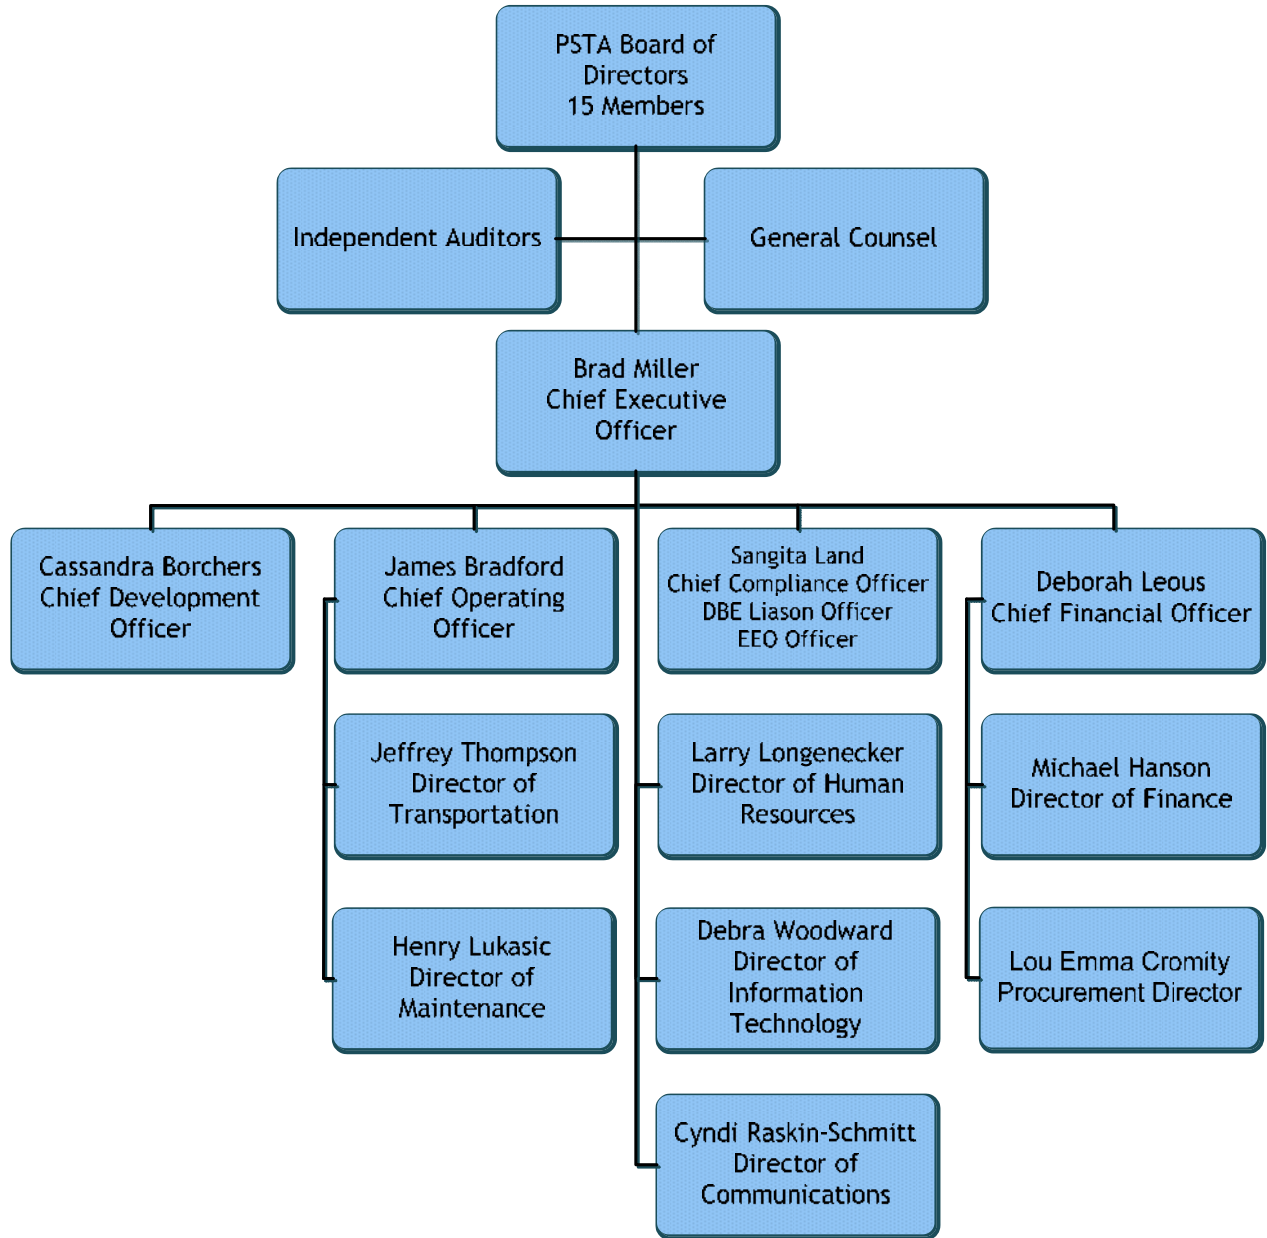 PSTA Board of
Directors
15 Members
Independent Auditors
General Counsel
Brad Miller
Chief Executive
Officer
Cassandra Borchers
Chief Development
Officer
James Bradford
Chief Operating
Officer
Sangita Land
Chief Compliance Officer
DBE Liason Officer
EEO Officer
Deborah Leous
Chief Financial Officer
Jeffrey Thompson
Director of
Transportation
Larry Longenecker
Director of Human
Resources
Michael Hanson
Director of Finance
Henry Lukasic
Director of
Maintenance
Debra Woodward
Director of
Information
Technology
Lou Emma Cromity
Procurement Director
Cyndi Raskin-Schmitt
Director of
Communications